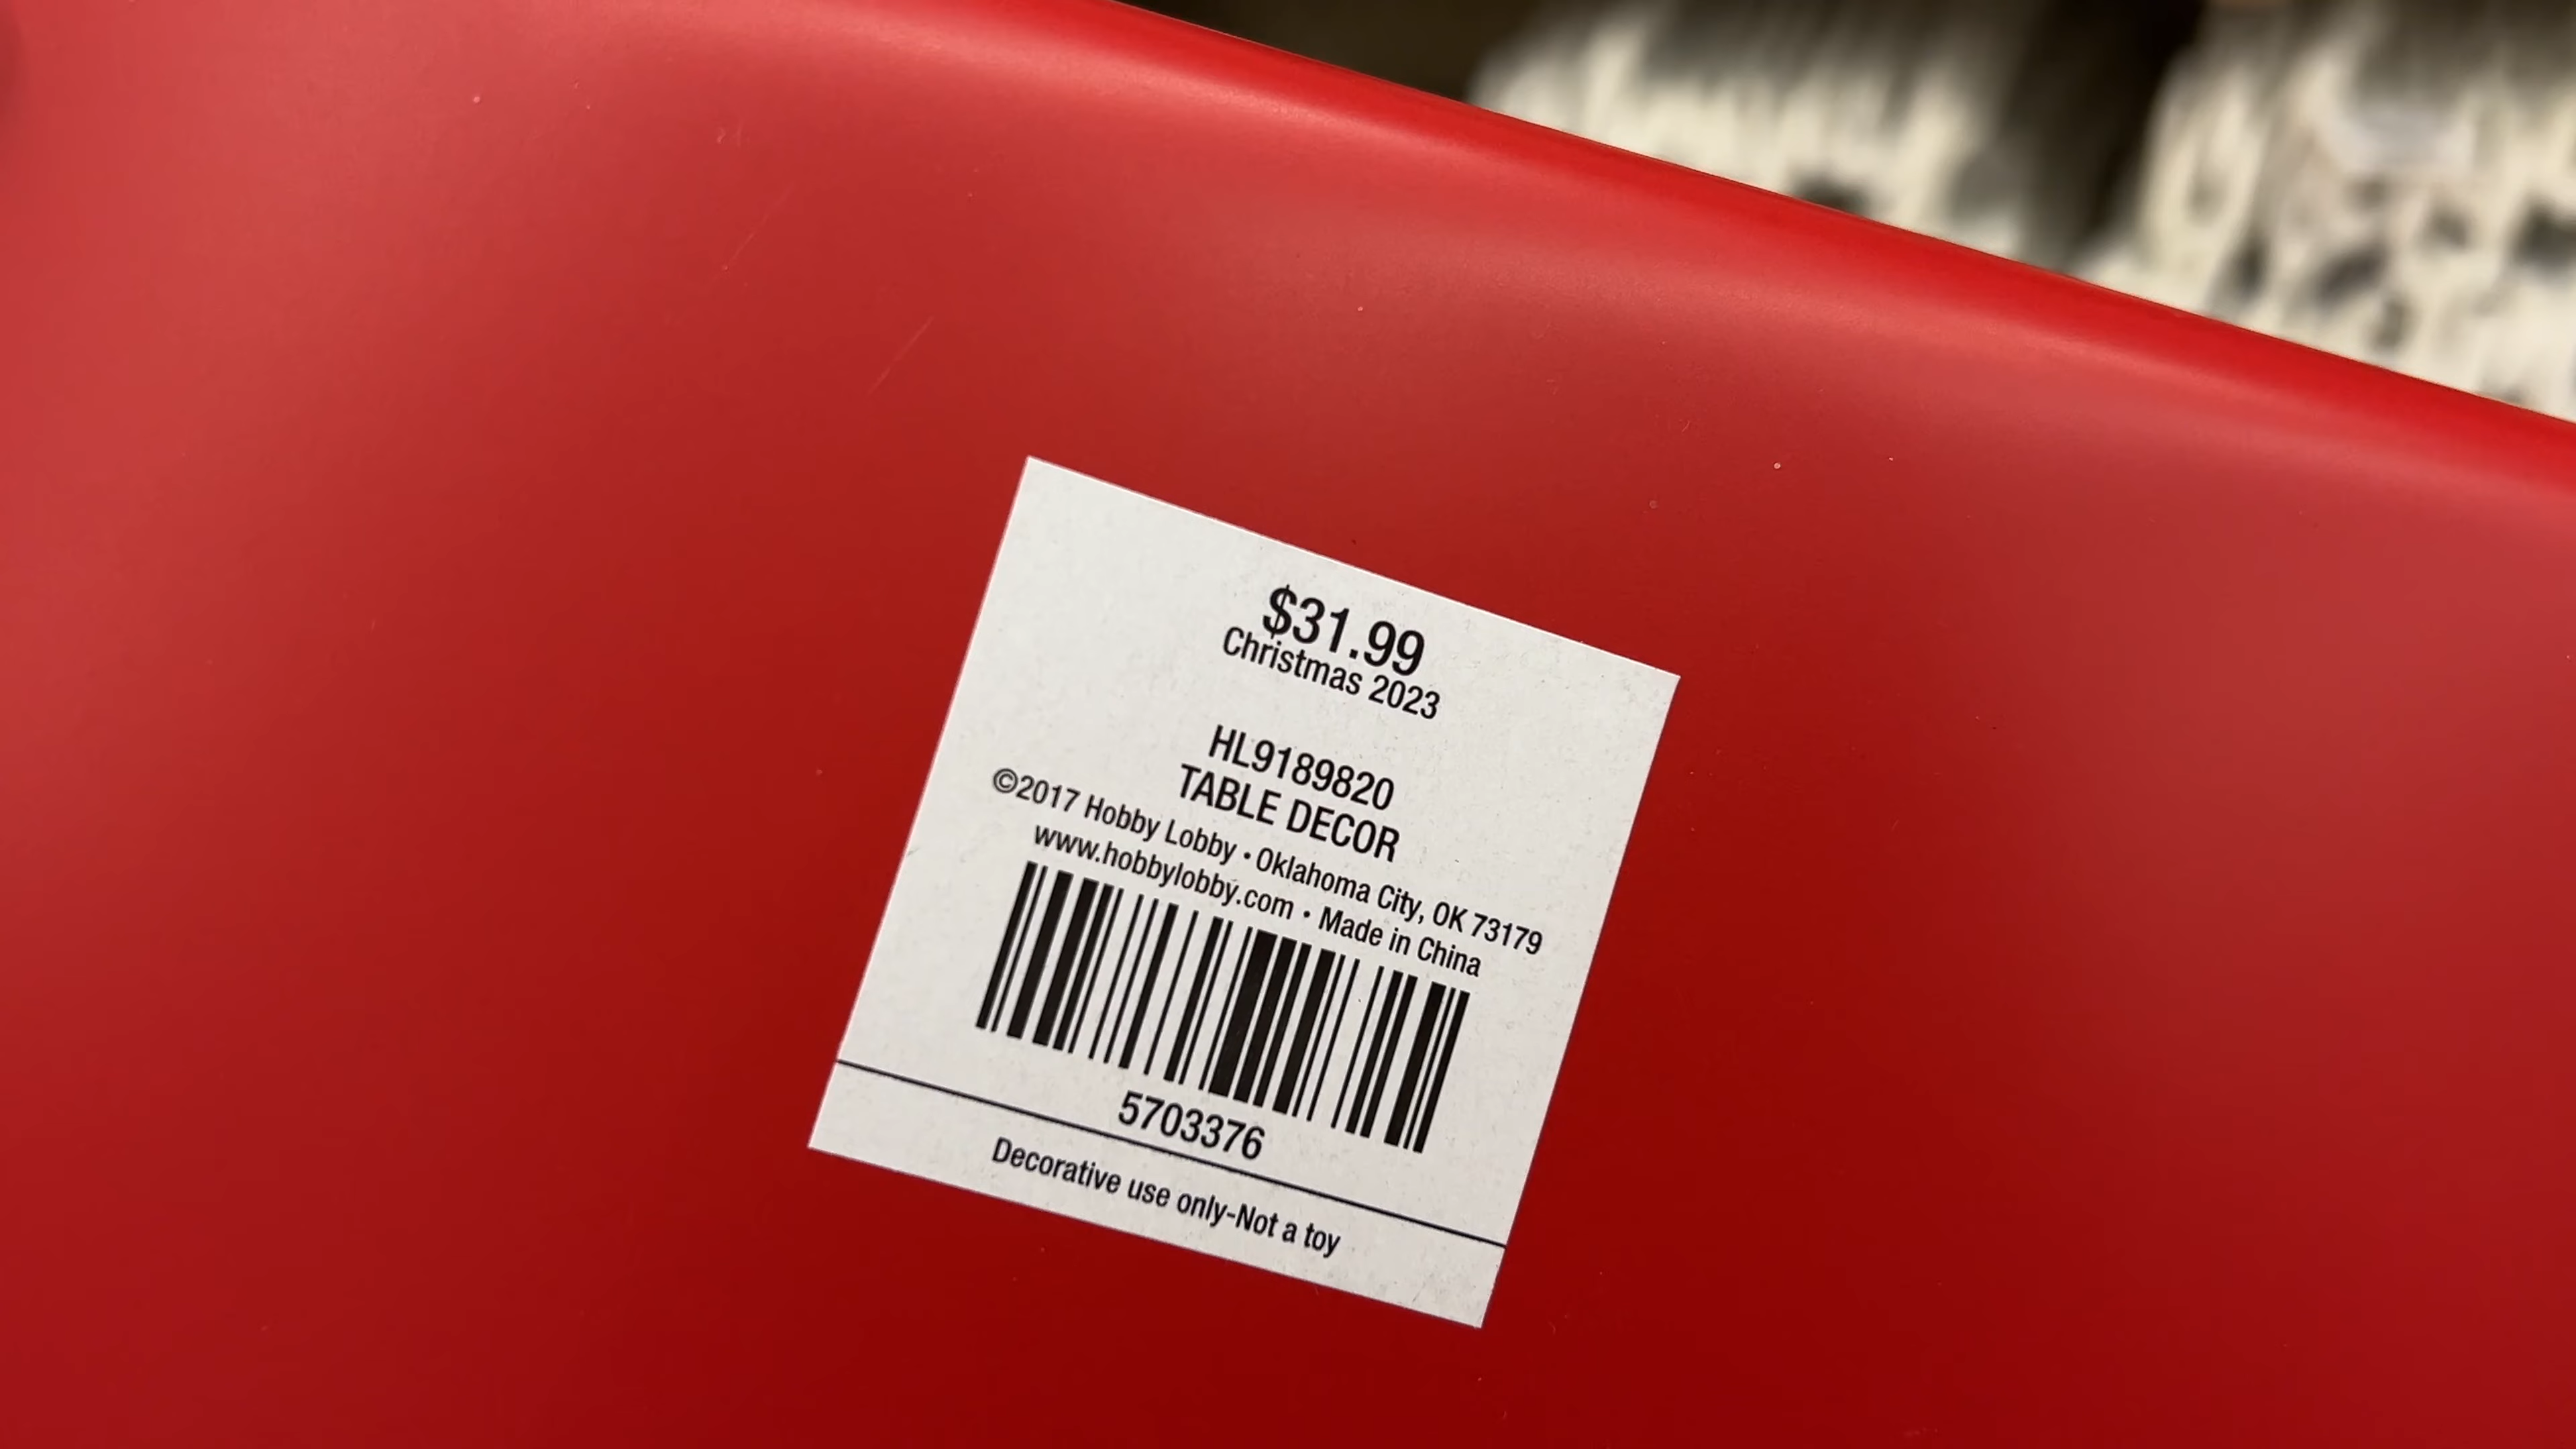 $31.99
Christmas 2023
HL9189820
TABLE DECOR
©2017 Hobby Lobby • Oklahoma City, OK 73179
www.hobbylobby.com • Made in China
5703376
Decorative use only-Not a toy